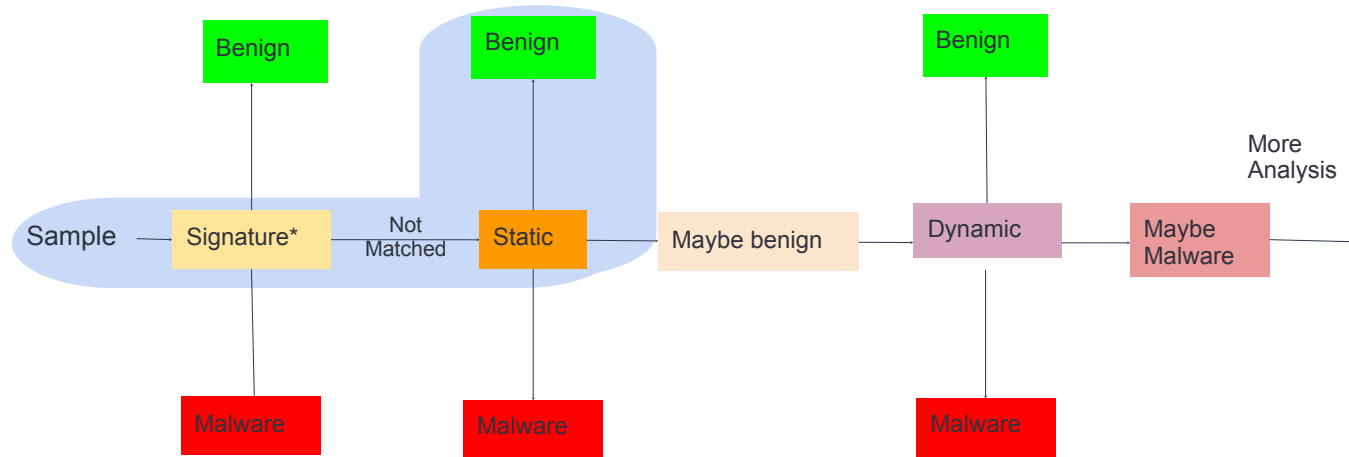 Benign
Benign
Benign
More
Analysis
Sample
Signature*
Not
Matched
Static
Maybe benign
Dynamic
Maybe
Malware
Malware
Malware
Malware